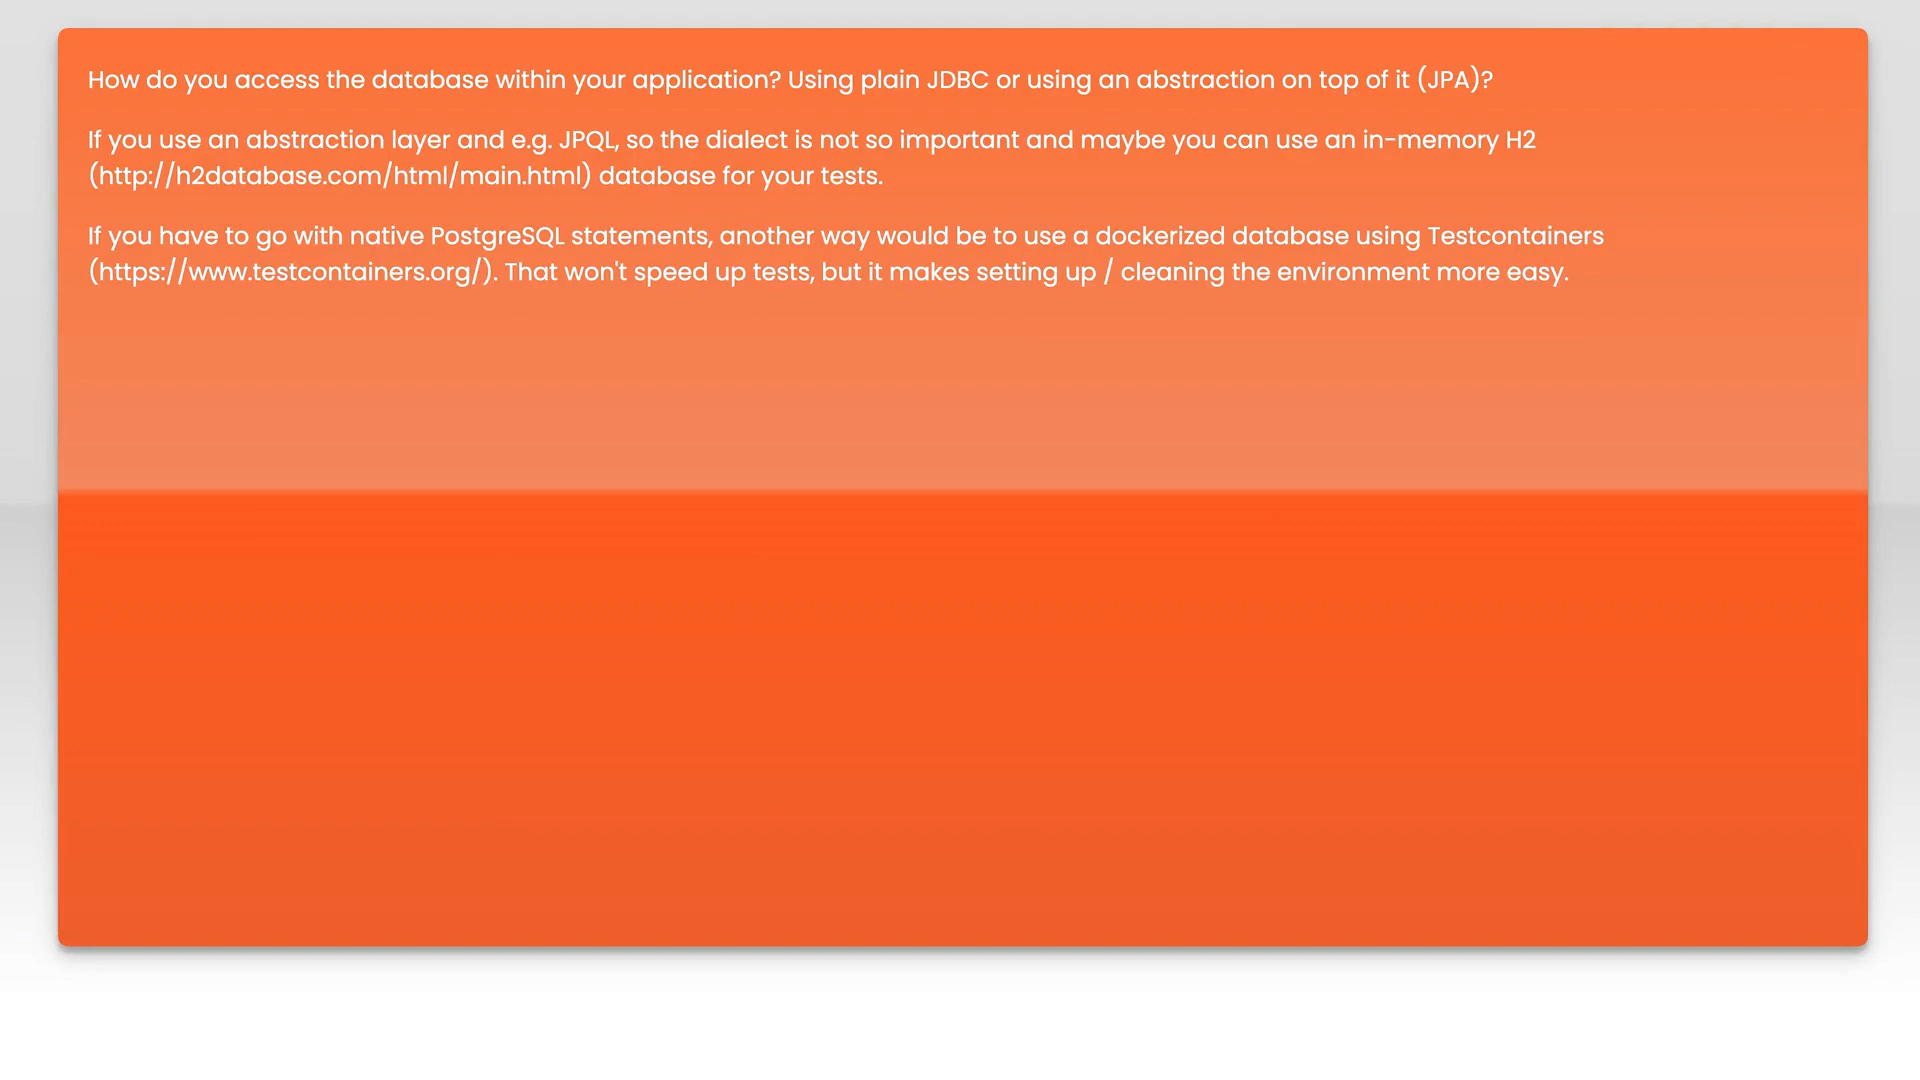 How do you access the database within your application? Using plain JDBC or using an abstraction on top of it (JPA)?
If you use an abstraction layer and e.g. JPQL, so the dialect is not so important and maybe you can use an in-memory H2
(http://h2database.com/html/main.html) database for your tests.
If you have to go with native PostgreSQL statements, another way would be to use a dockerized database using Testcontainers
(https://www.testcontainers.org/). That won't speed up tests, but it makes setting up / cleaning the environment more easy.